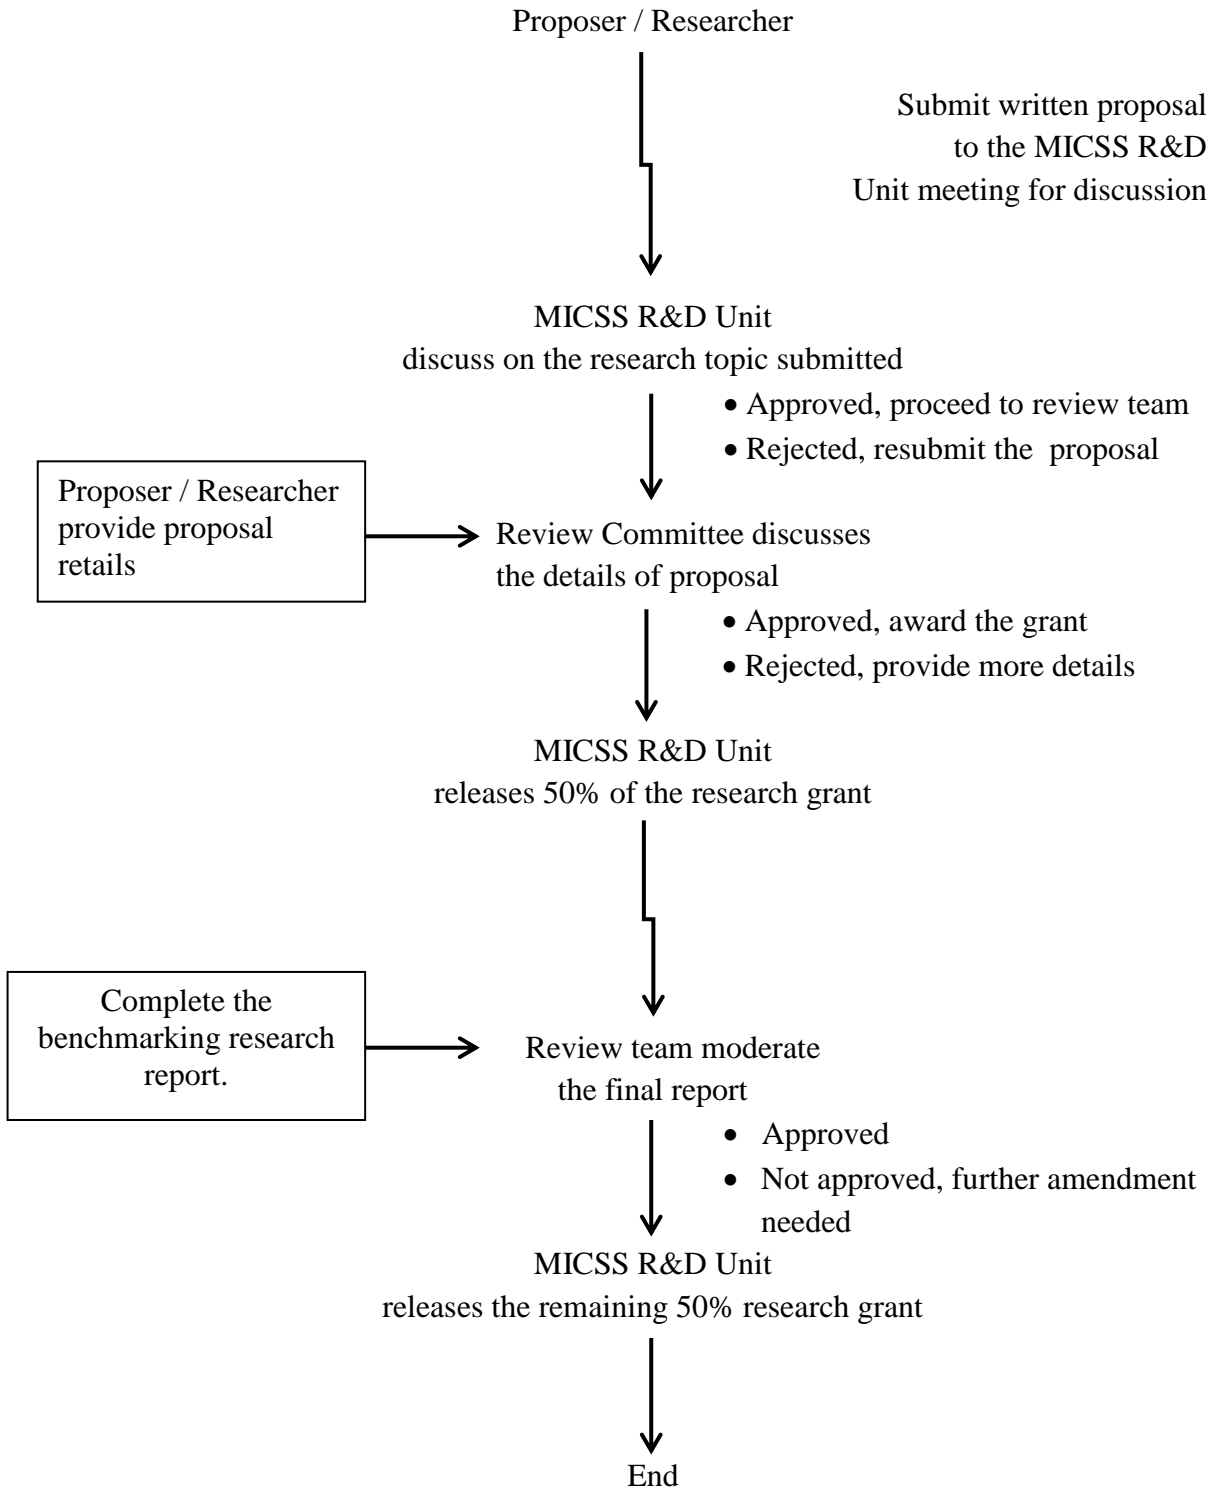 Proposer / Researcher
Submit written proposal
to the MICSS R&D
Unit meeting for discussion
MICSS R&D Unit
discuss on the research topic submitted
• Approved, proceed to review team
• Rejected, resubmit the proposal
Proposer / Researcher
provide proposal
retails
Review Committee discusses
the details of proposal
• Approved, award the grant
• Rejected, provide more details
MICSS R&D Unit
releases 50% of the research grant
Complete the
benchmarking research
report.
Review team moderate
the final report
• Approved
• Not approved, further amendment
needed
MICSS R&D Unit
releases the remaining 50% research grant
End